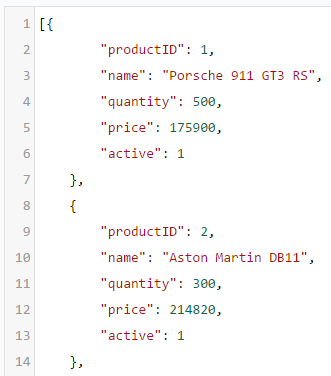 1 [{
2 "productID": 1,
3 "name": "Porsche 911 GT3 RS",
4 "quantity": 500,
5 "price": 175900,
6 "active": 1
7 },
8 {
9 "productID": 2,
10 "name": "Aston Martin DB11",
11 "quantity": 300,
12 "price": 214820,
13 "active": 1
14 },